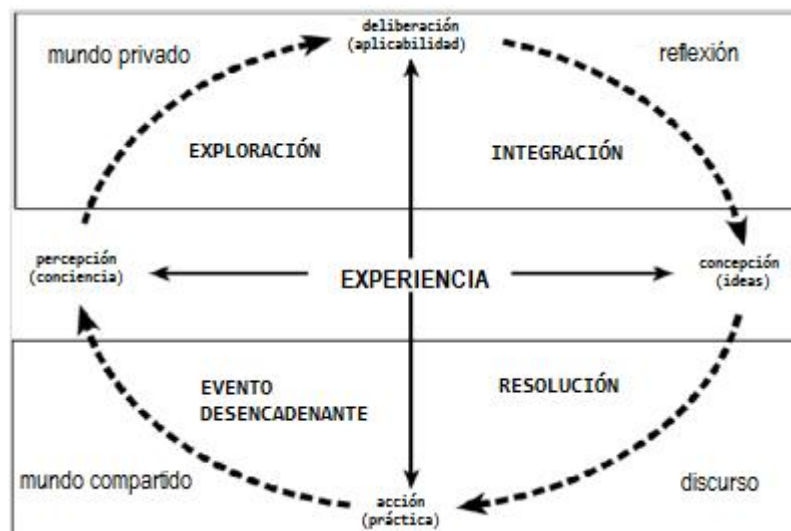 deliberación
(aplicabilidad)
mundo privado
reflexión
EXPLORACIÓN
INTEGRACIÓN
percepción
(conciencia)
EXPERIENCIA
concepción
(ideas)
EVENTO
DESENCADENANTE
RESOLUCIÓN
mundo compartido
acción
(práctica)
discurso